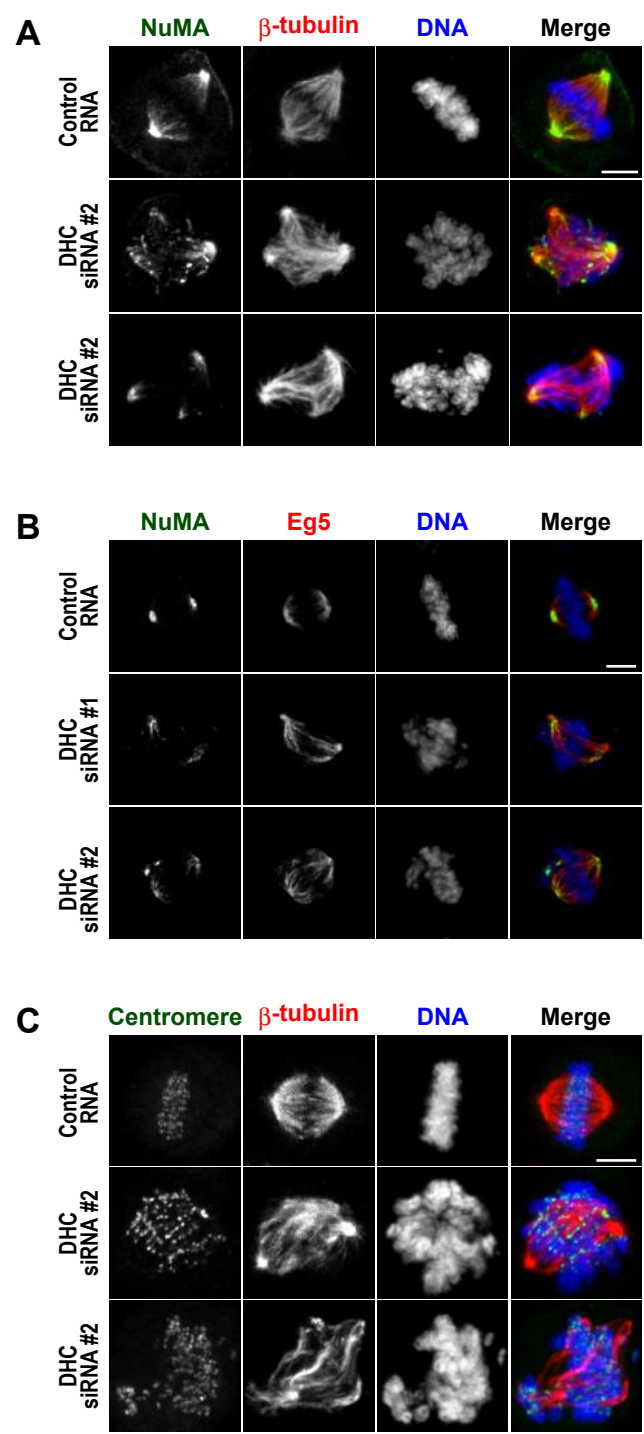 A
NuMA β-tubulin DNA Merge
Control
RNA
DHC
siRNA #2
DHC
siRNA #2
B
NuMA Eg5 DNA Merge
Control
RNA
DHC
siRNA #1
DHC
siRNA #2
C
Centromere β-tubulin DNA Merge
Control
RNA
DHC
siRNA #2
DHC
siRNA #2